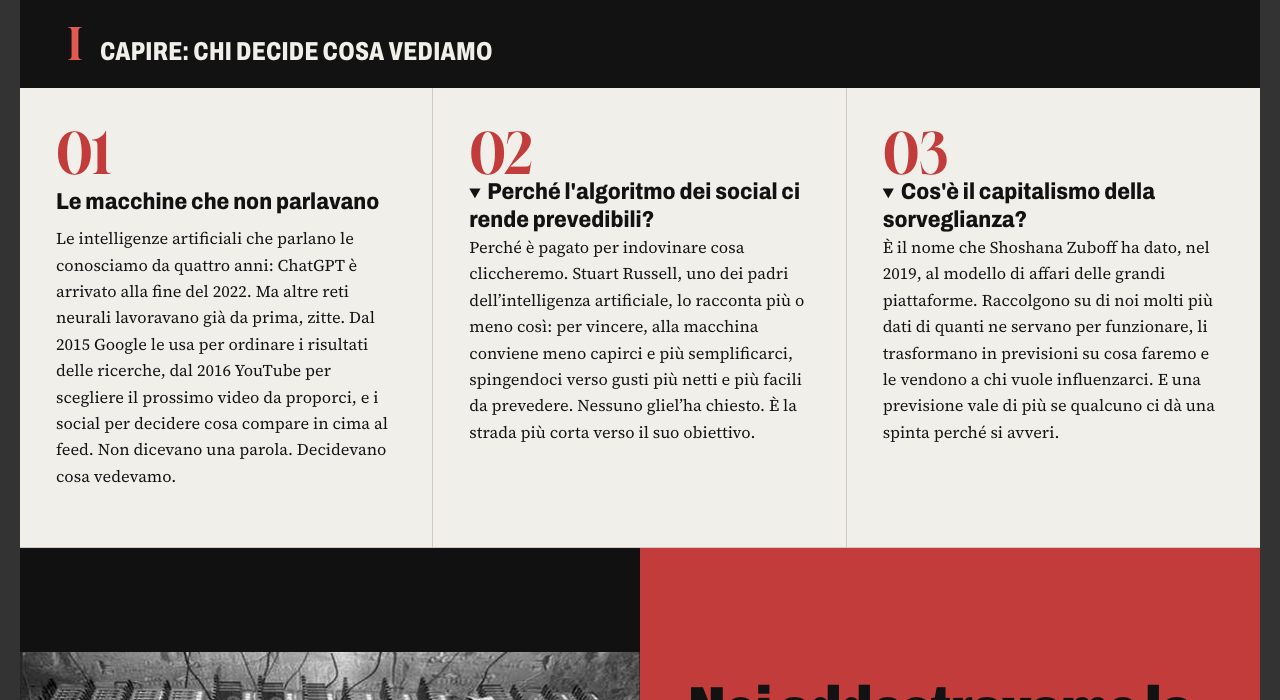 I CAPIRE: CHI DECIDE COSA VEDIAMO
01
Le macchine che non parlavano
Le intelligenze artificiali che parlano le
conosciamo da quattro anni: ChatGPT è
arrivato alla fine del 2022. Ma altre reti
neurali lavoravano già da prima, zitte. Dal
2015 Google le usa per ordinare i risultati
delle ricerche, dal 2016 YouTube per
scegliere il prossimo video da proporci, e i
social per decidere cosa compare in cima al
feed. Non dicevano una parola. Decidevano
cosa vedevamo.
02
Perché l'algoritmo dei social ci
rende prevedibili?
Perché è pagato per indovinare cosa
cliccheremo. Stuart Russell, uno dei padri
dell’intelligenza artificiale, lo racconta più o
meno così: per vincere, alla macchina
conviene meno capirci e più semplificarci,
spingendoci verso gusti più netti e più facili
da prevedere. Nessuno gliel’ha chiesto. È la
strada più corta verso il suo obiettivo.
03
Cos'è il capitalismo della
sorveglianza?
È il nome che Shoshana Zuboff ha dato, nel
2019, al modello di affari delle grandi
piattaforme. Raccolgono su di noi molti più
dati di quanti ne servano per funzionare, li
trasformano in previsioni su cosa faremo e
le vendono a chi vuole influenzarci. E una
previsione vale di più se qualcuno ci dà una
spinta perché si avveri.
Noi addestravamo le